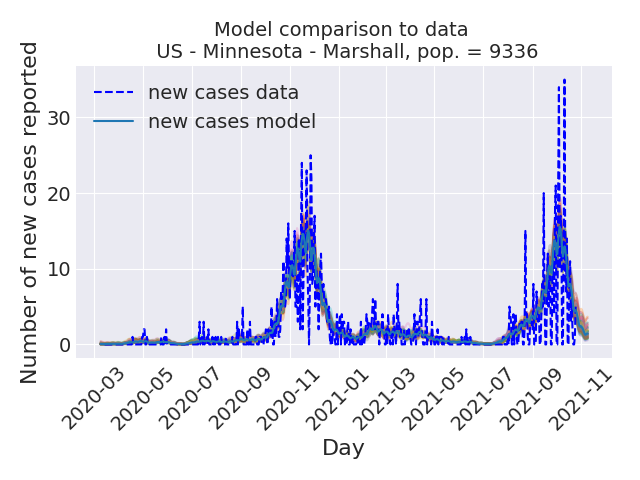 Model comparison to data
US - Minnesota - Marshall, pop. = 9336
Number of new cases reported
30
20
10
0
new cases data
new cases model
2020-03
2020-05
2020-07
2020-09
2020-11
2021-01
2021-03
2021-05
2021-07
2021-09
2021-11
Day